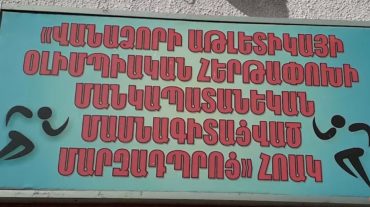 «ՎԱՆԱՁՈՐԻ ԱԹԼԵՏԻԿԱՅԻ
ՕԼԻՄՊԻԱԿԱՆ ՀԵՐԹԱՓՈԽԻ
ՄԱՆԿԱՊԱՏԱՆԵԿԱՆ
ՄԱՍՆԱԳԻՏԱՑՎԱԾ
ՄԱՐԶԱԴՊՐՈՑ» ՀՈԱԿ